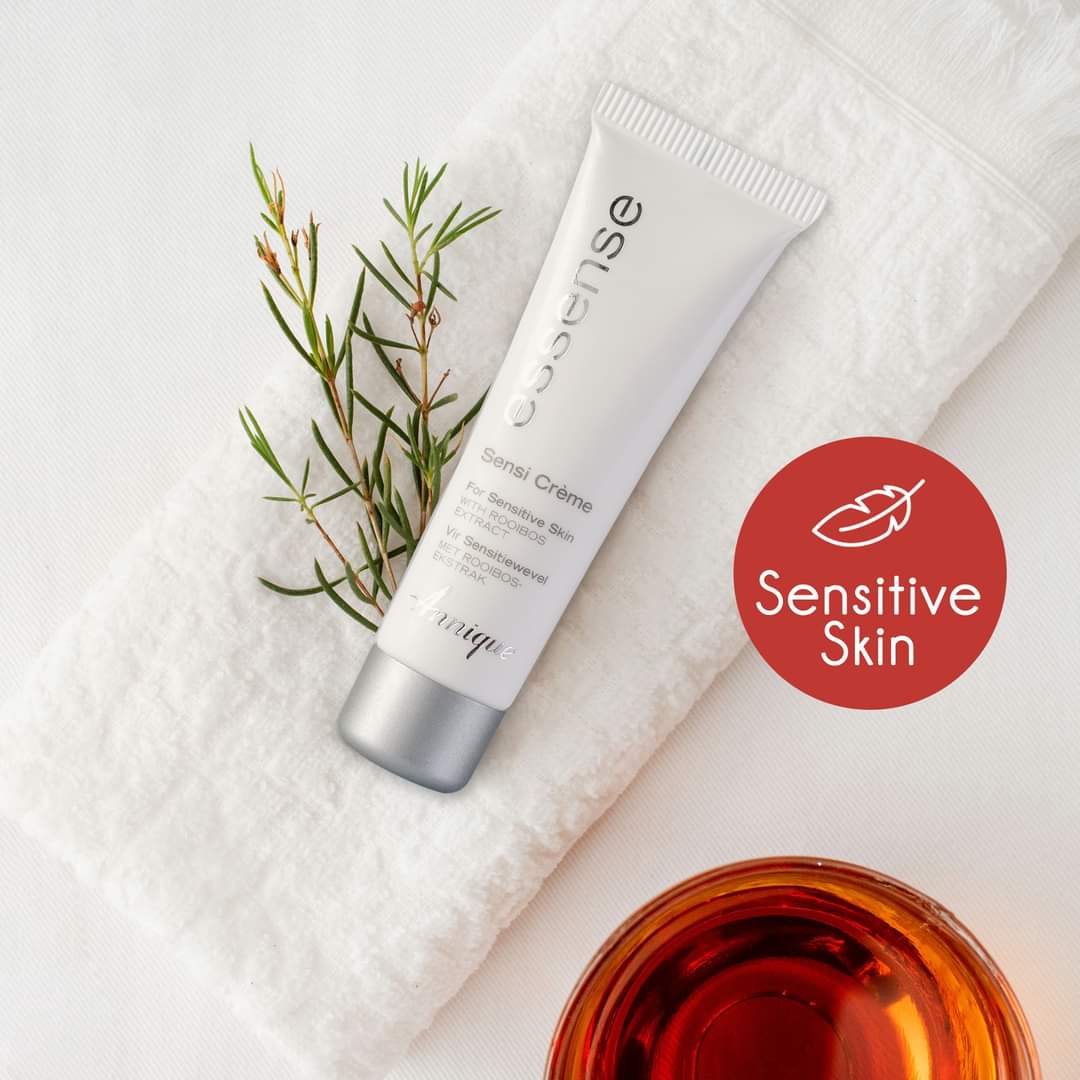 essense
Sensi Crème
For Sensitive Skin
WITH ROOIBOS
EXTRACT
Vir Sensitiewevel
MET ROOIBOS-
EKSTRAK
Annique
Sensitive
Skin